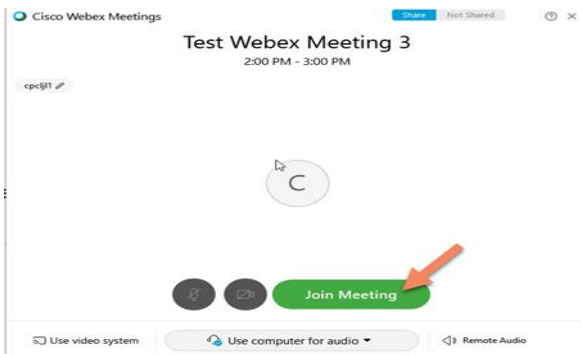 Cisco Webex Meetings
Share Not Shared
Test Webex Meeting 3
2:00 PM - 3:00 PM
cpcljl1
C
Join Meeting
Use video system
Use computer for audio
Remote Audio